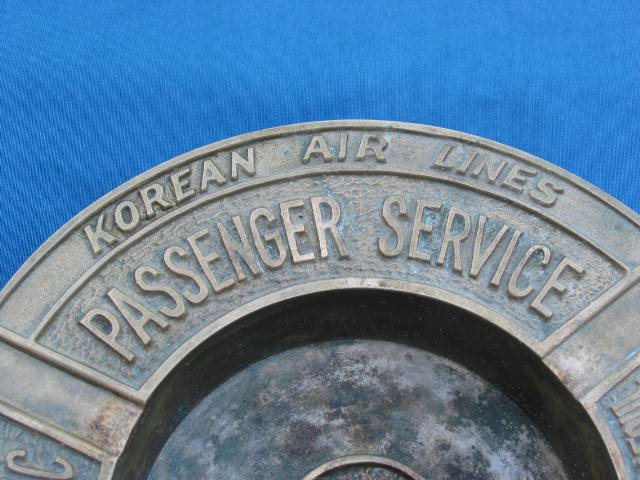 KOREAN AIR LINES
PASSENGER SERVICE